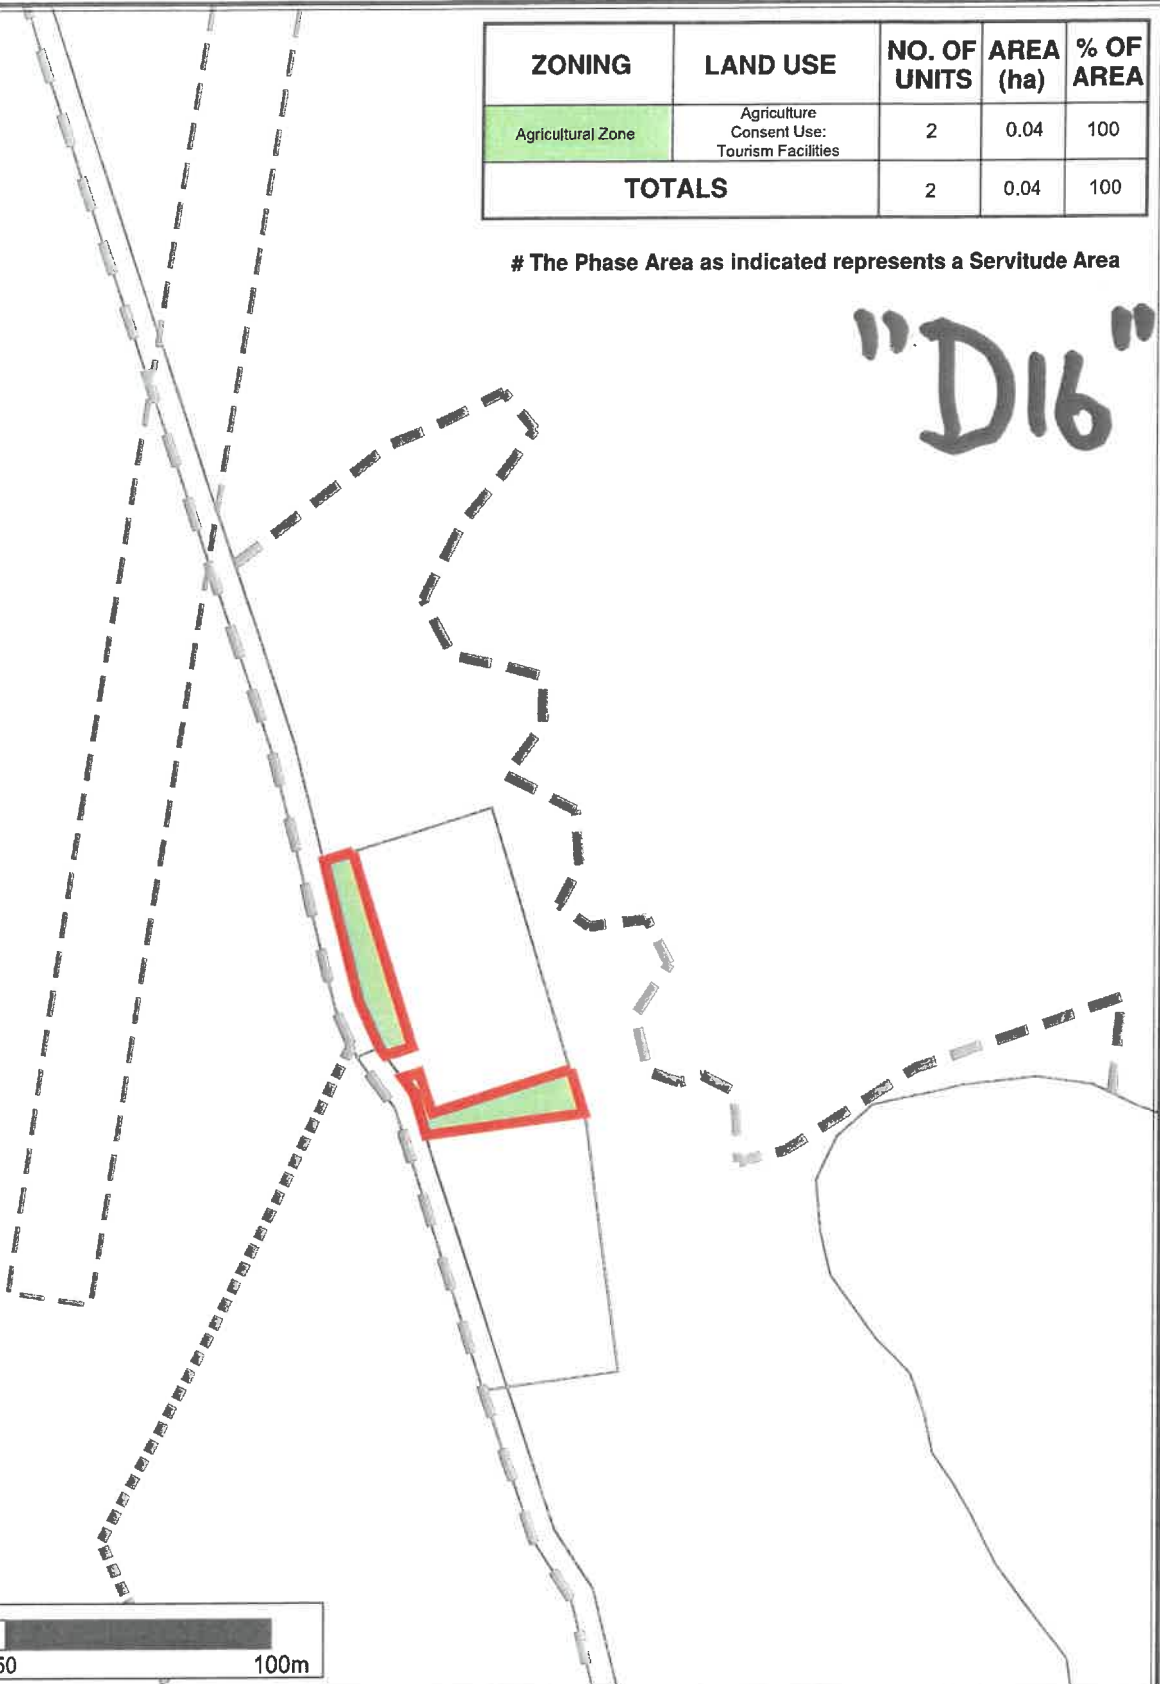 ZONING LAND USE NO. OF UNITS AREA (ha) % OF AREA
Agricultural Zone Agriculture Consent Use: Tourism Facilities 2 0.04 100
TOTALS 2 0.04 100
# The Phase Area as indicated represents a Servitude Area
"D16"
100m